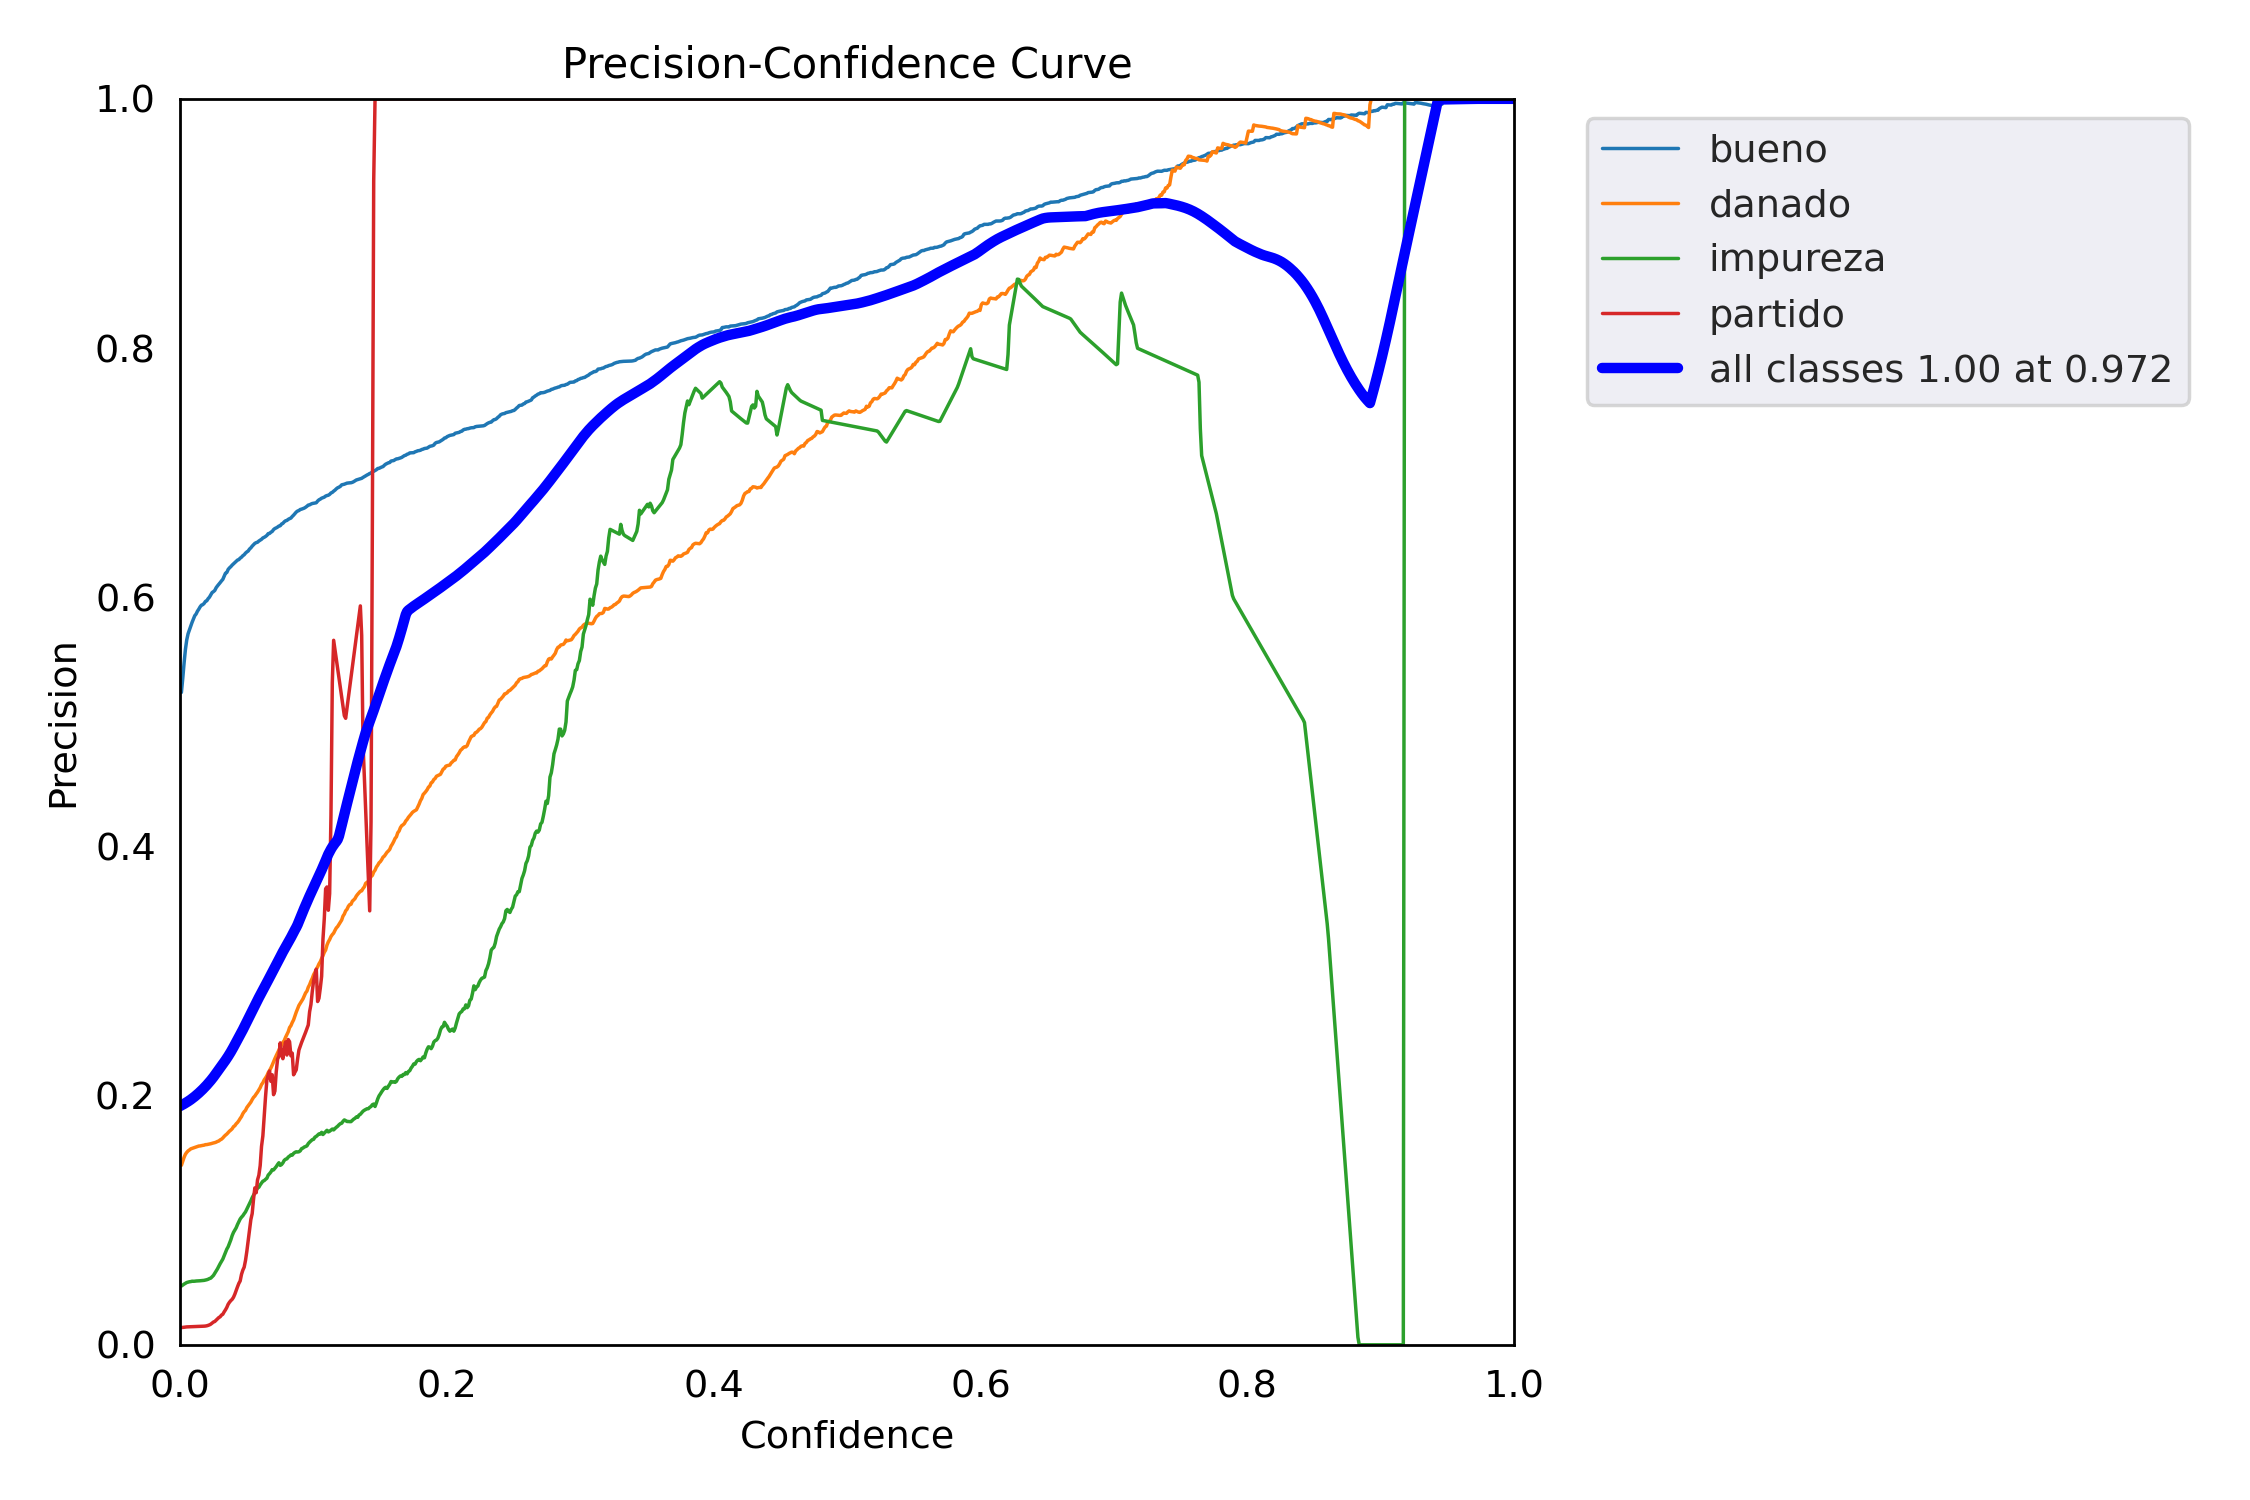 Precision-Confidence Curve
1.0
0.8
0.6
0.4
0.2
0.0
Precision
0.0 0.2 0.4 0.6 0.8 1.0
Confidence
bueno
danado
impureza
partido
all classes 1.00 at 0.972